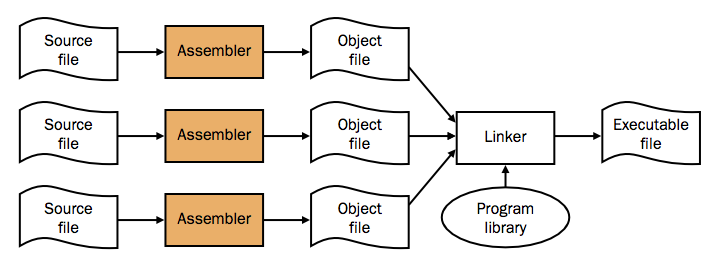 Source
file
Assembler
Object
file
Source
file
Assembler
Object
file
Linker
Executable
file
Source
file
Assembler
Object
file
Program
library